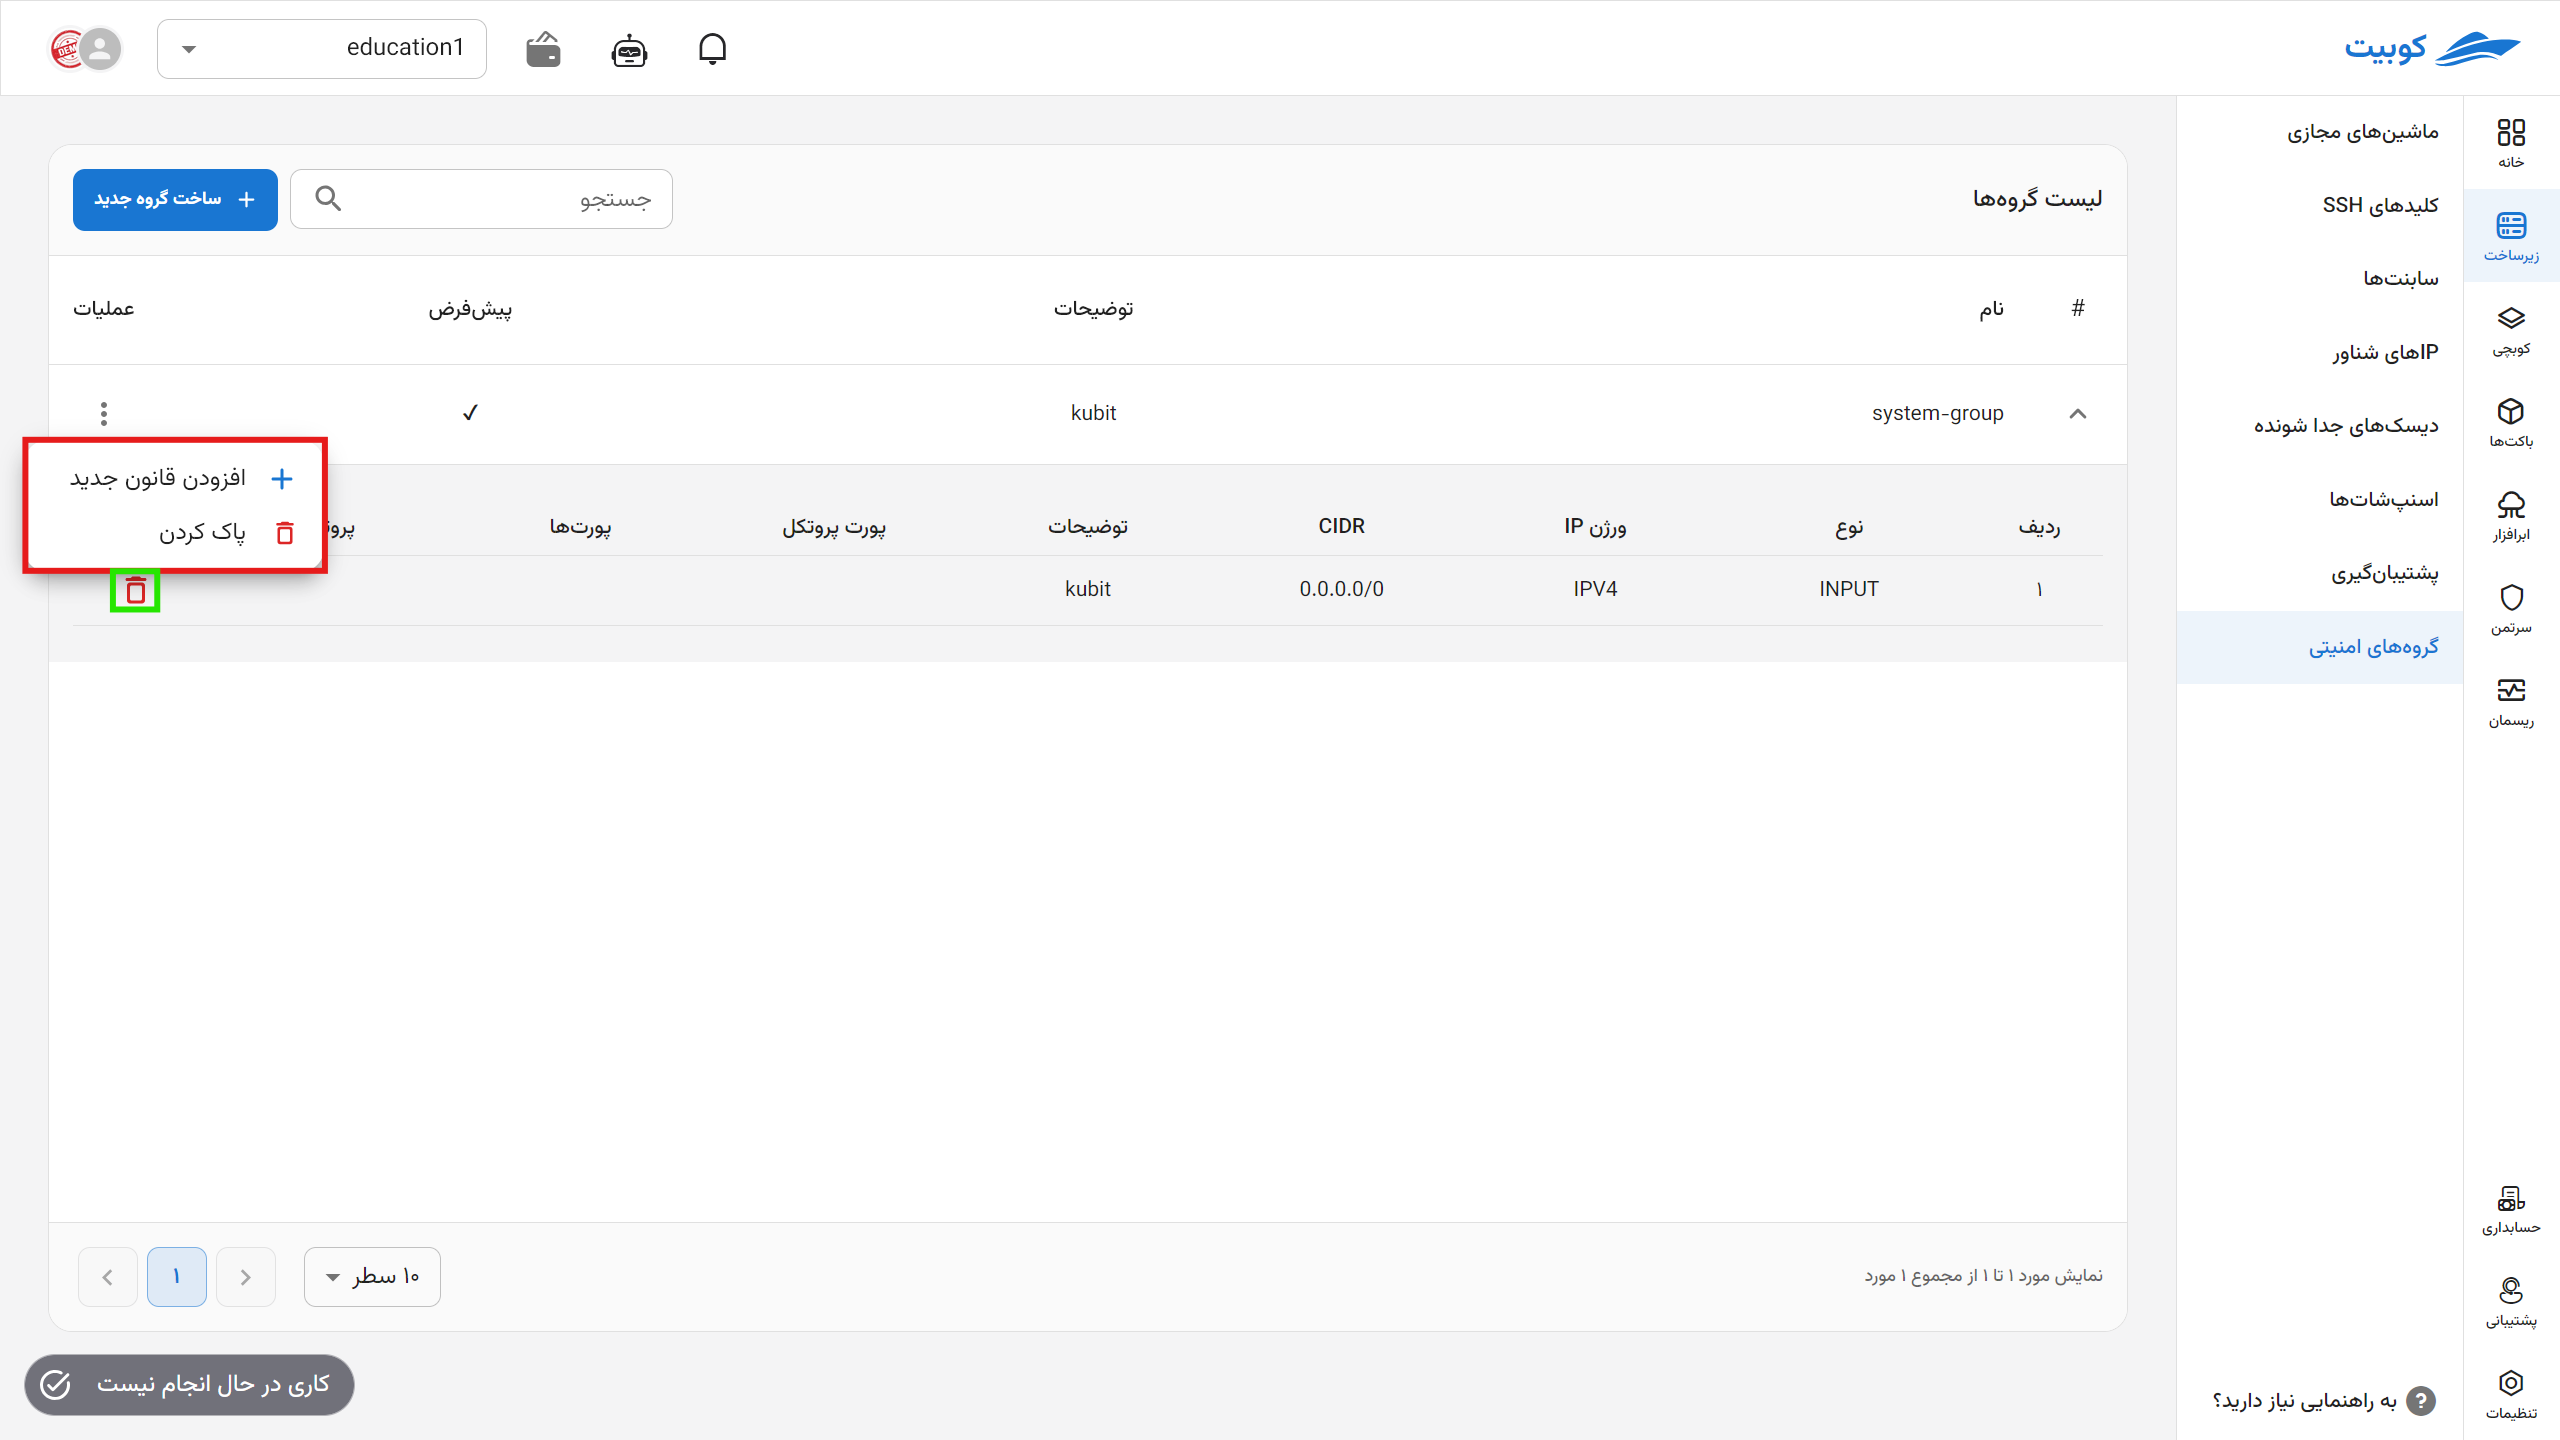 کوبیت
education1
خانه
زیرساخت
کوبچی
باکت‌ها
ابرافزار
سرتمن
ریسمان
حسابداری
پشتیبانی
تنظیمات
ماشین‌های مجازی
کلیدهای SSH
سابنت‌ها
IPهای شناور
دیسک‌های جدا شونده
اسنپ‌شات‌ها
پشتیبان‌گیری
گروه‌های امنیتی
به راهنمایی نیاز دارید؟
لیست گروه‌ها
جستجو
ساخت گروه جدید
# نام توضیحات پیش‌فرض عملیات
system-group kubit
افزودن قانون جدید
پاک کردن
ردیف نوع ورژن IP CIDR توضیحات پورت پروتکل پورت‌ها
۱ INPUT IPV4 0.0.0.0/0 kubit
نمایش مورد ۱ تا ۱ از مجموع ۱ مورد
۱۰ سطر
۱
کاری در حال انجام نیست